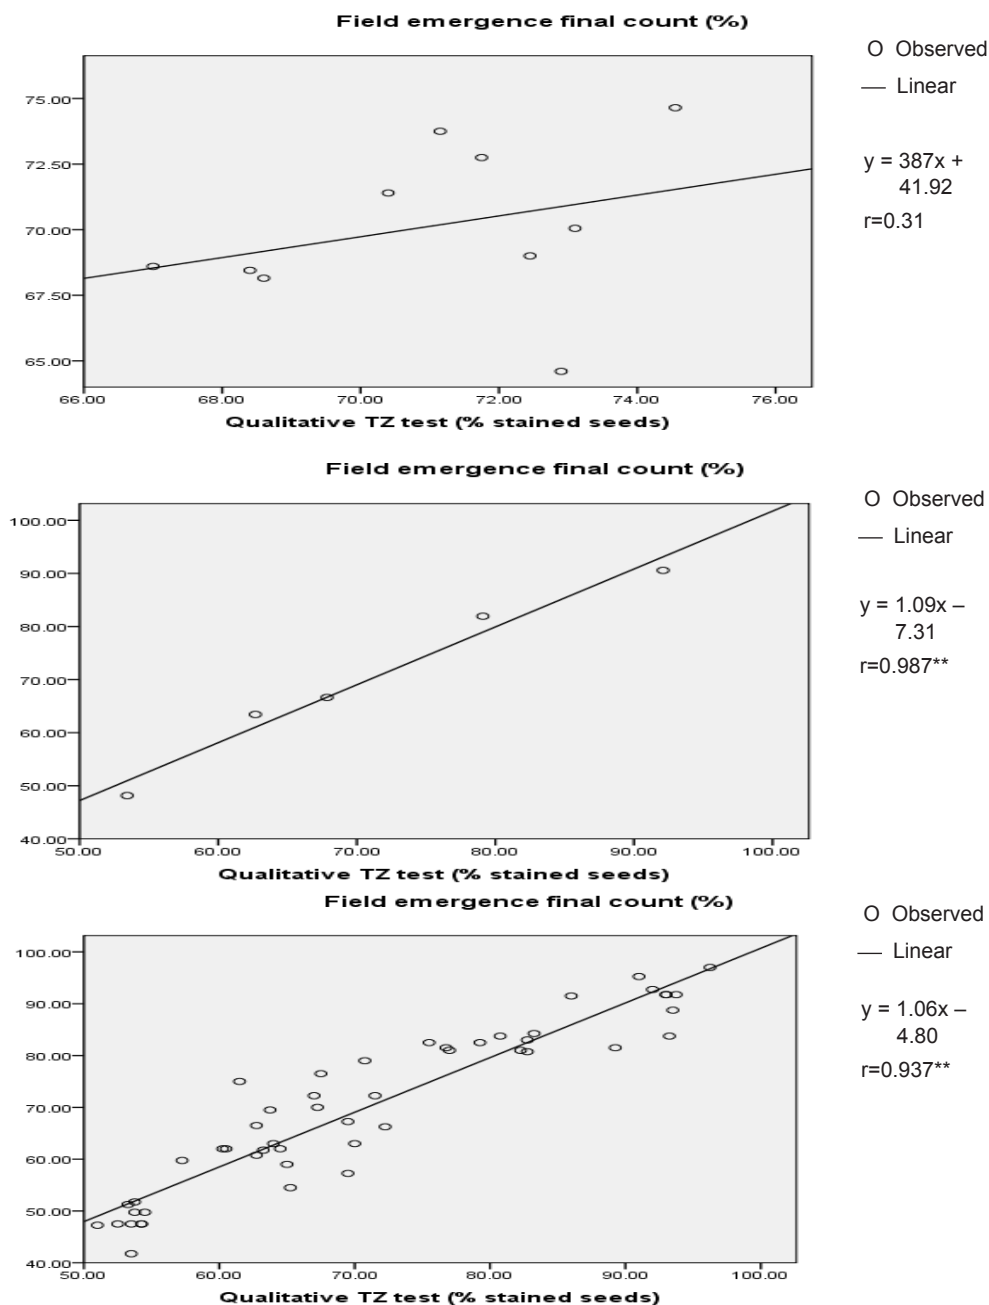 Field emergence final count (%)
O Observed
— Linear
y = 387x +
41.92
r=0.31
75.00
72.50
70.00
67.50
65.00
66.00 68.00 70.00 72.00 74.00 76.00
Qualitative TZ test (% stained seeds)
Field emergence final count (%)
O Observed
— Linear
y = 1.09x –
7.31
r=0.987**
100.00
90.00
80.00
70.00
60.00
50.00
40.00
50.00 60.00 70.00 80.00 90.00 100.00
Qualitative TZ test (% stained seeds)
Field emergence final count (%)
O Observed
— Linear
y = 1.06x –
4.80
r=0.937**
100.00
90.00
80.00
70.00
60.00
50.00
40.00
50.00 60.00 70.00 80.00 90.00 100.00
Qualitative TZ test (% stained seeds)